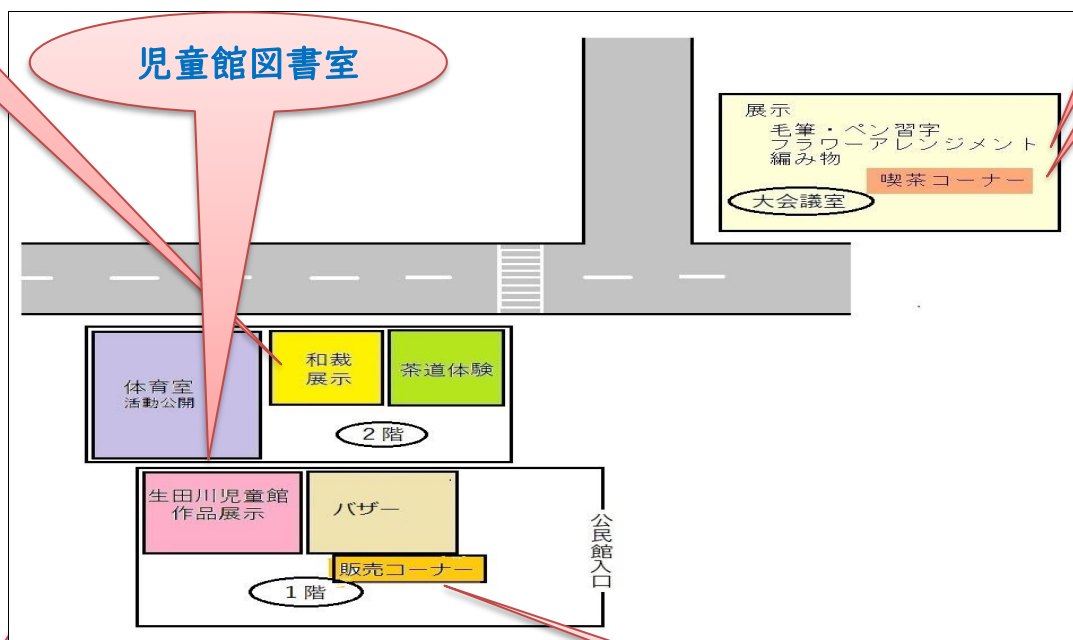 児童館図書室
展示
毛筆・ペン習字
フラワーアレンジメント
編み物
喫茶コーナー
大会議室
体育室
活動公開
和裁
展示
茶道体験
2階
生田川児童館
作品展示
バザー
販売コーナー
1階
公民館入口